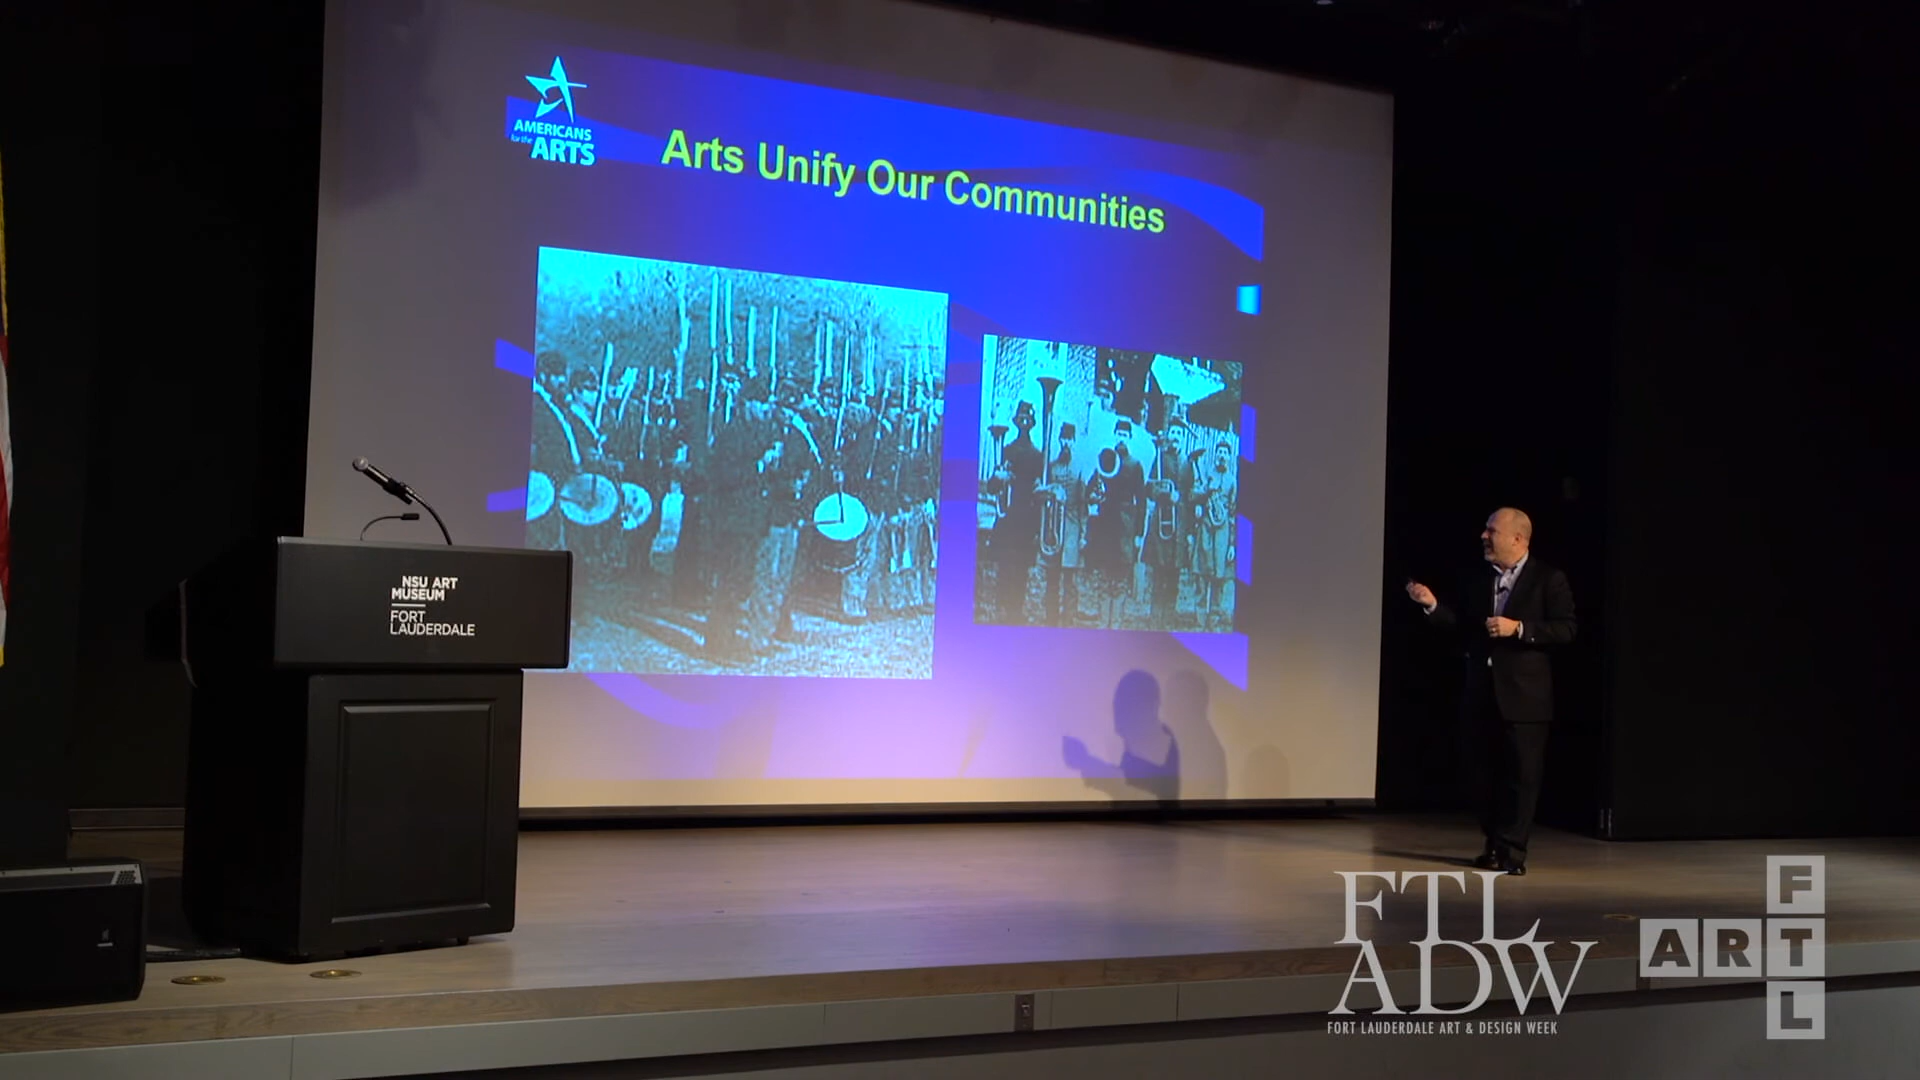 AMERICANS
for the
ARTS
Arts Unify Our Communities
NSU ART
MUSEUM
FORT
LAUDERDALE
FTL
ADW
FORT LAUDERDALE ART & DESIGN WEEK
F
ART T
L